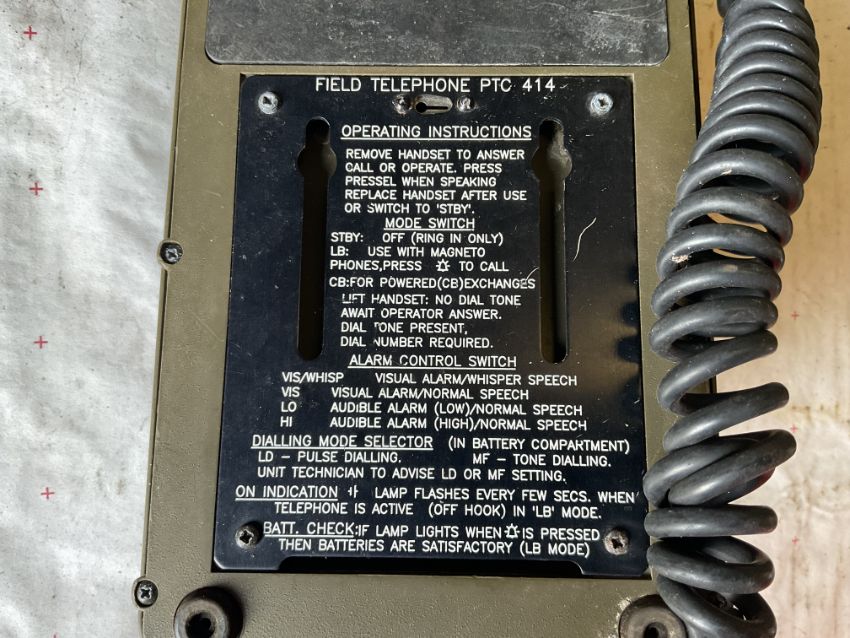 FIELD TELEPHONE PTC 414
OPERATING INSTRUCTIONS
REMOVE HANDSET TO ANSWER
CALL OR OPERATE. PRESS
PRESSEL WHEN SPEAKING
REPLACE HANDSET AFTER USE
OR SWITCH TO 'STBY'.
MODE SWITCH
STBY: OFF (RING IN ONLY)
LB: USE WITH MAGNETO
PHONES,PRESS TO CALL
CB:FOR POWERED(CB)EXCHANGES
LIFT HANDSET: NO DIAL TONE
AWAIT OPERATOR ANSWER.
DIAL TONE PRESENT,
DIAL NUMBER REQUIRED.
ALARM CONTROL SWITCH
VIS/WHISP VISUAL ALARM/WHISPER SPEECH
VIS VISUAL ALARM/NORMAL SPEECH
LO AUDIBLE ALARM (LOW)/NORMAL SPEECH
HI AUDIBLE ALARM (HIGH)/NORMAL SPEECH
DIALLING MODE SELECTOR (IN BATTERY COMPARTMENT)
LD - PULSE DIALLING. MF - TONE DIALLING.
UNIT TECHNICIAN TO ADVISE LD OR MF SETTING.
ON INDICATION LAMP FLASHES EVERY FEW SECS. WHEN
TELEPHONE IS ACTIVE (OFF HOOK) IN 'LB' MODE.
BATT. CHECK:IF LAMP LIGHTS WHEN IS PRESSED
THEN BATTERIES ARE SATISFACTORY (LB MODE)